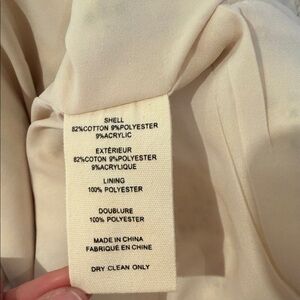 SHELL
82%COTTON 9%POLYESTER
9%ACRYLIC
EXTÉRIEUR
82%COTON 9%POLYESTER
9%ACRYLIQUE
LINING
100% POLYESTER
DOUBLURE
100% POLYESTER
MADE IN CHINA
FABRIQUÉ EN CHINE
DRY CLEAN ONLY